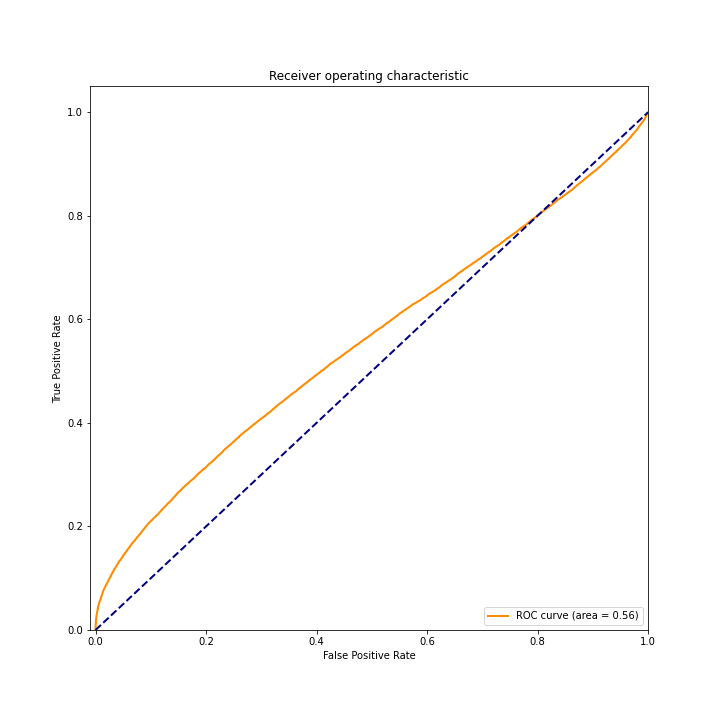 Receiver operating characteristic
1.0
0.8
0.6
0.4
0.2
0.0
True Positive Rate
0.0 0.2 0.4 0.6 0.8 1.0
False Positive Rate
ROC curve (area = 0.56)